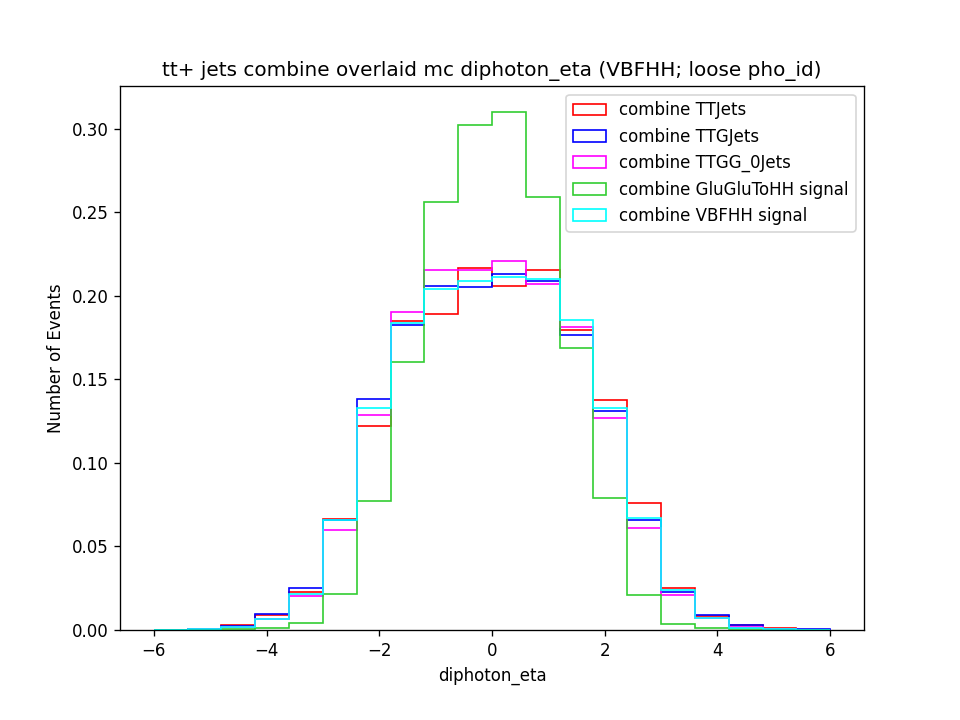 tt+ jets combine overlaid mc diphoton_eta (VBFHH; loose pho_id)
combine TTJets
combine TTGJets
combine TTGG_0Jets
combine GluGluToHH signal
combine VBFHH signal
Number of Events
0.30
0.25
0.20
0.15
0.10
0.05
0.00
−6 −4 −2 0 2 4 6
diphoton_eta